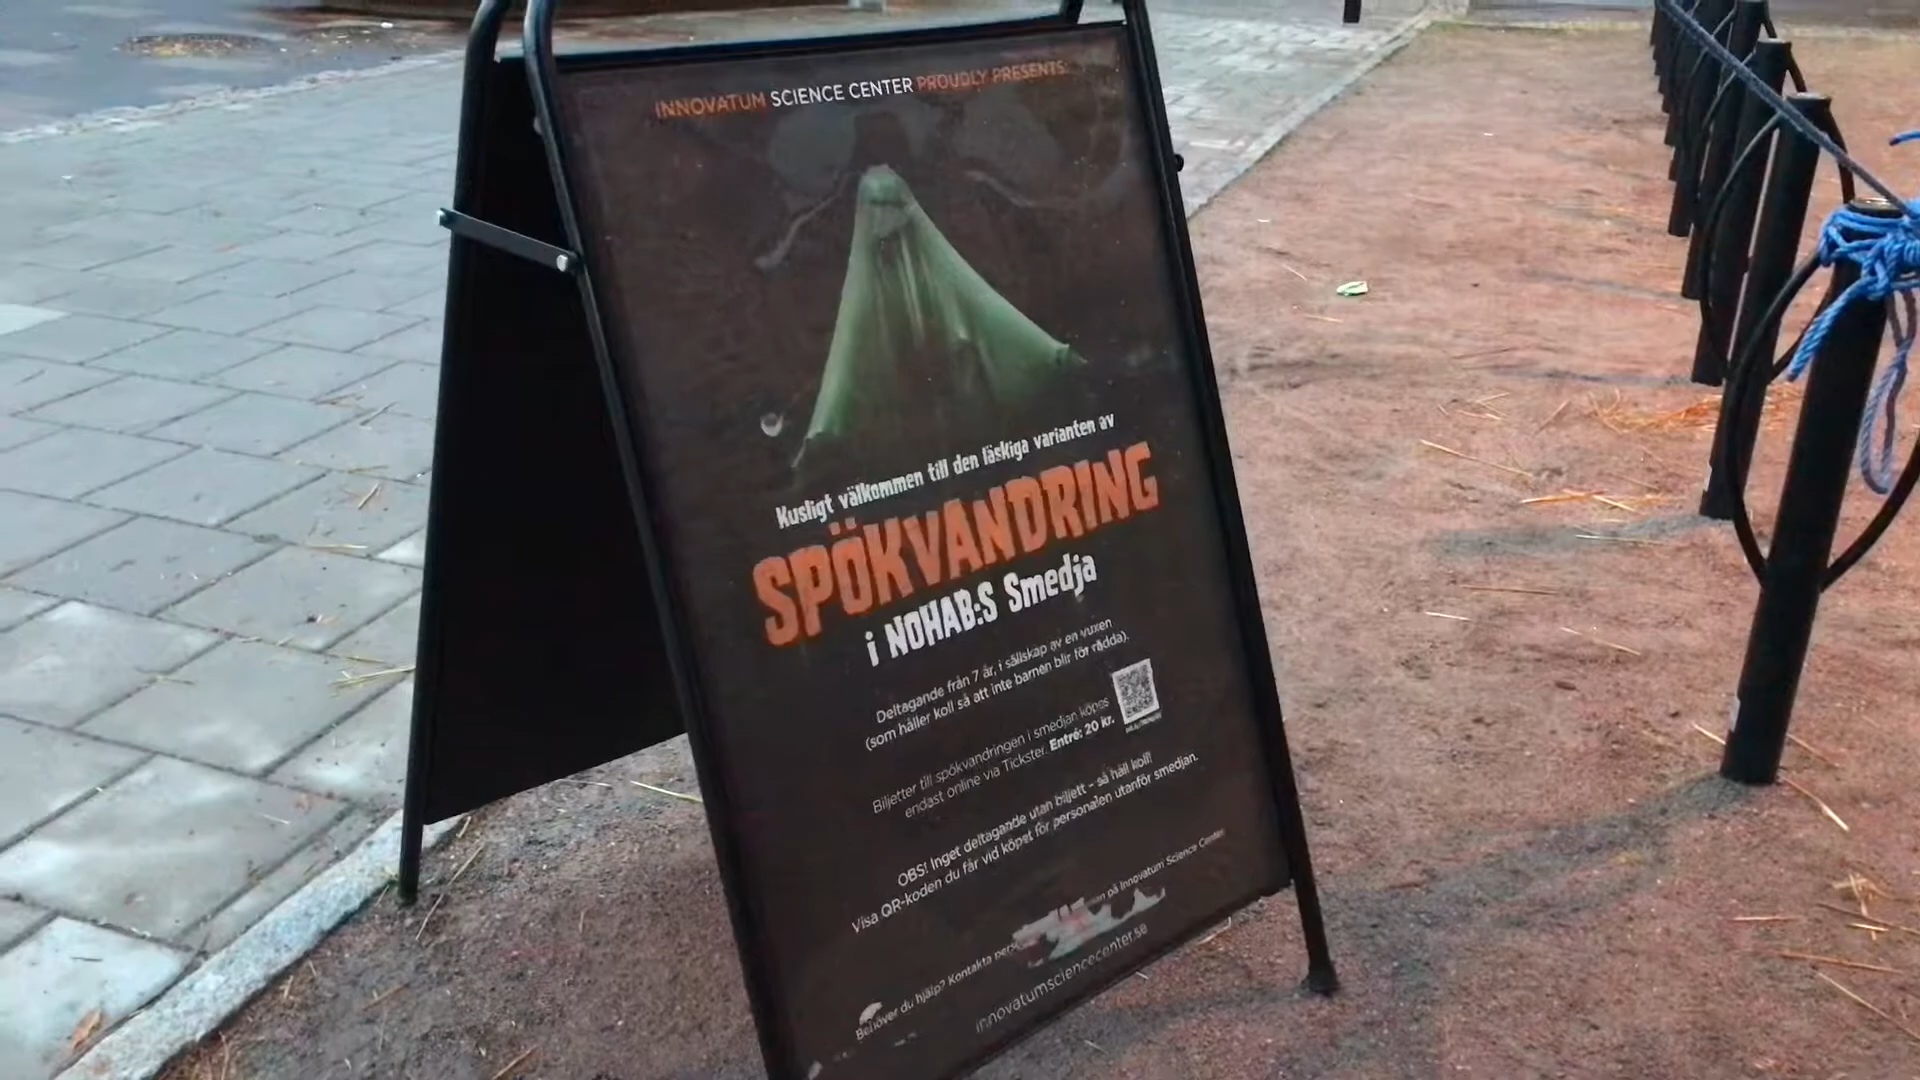 INNOVATUM SCIENCE CENTER PROUDLY PRESENTS:
Kusligt välkommen till den läskiga varianten av
SPÖKVANDRING
i NOHAB:S Smedja
Deltagande från 7 år, i sällskap av en vuxen
(som håller koll så att inte barnen blir för rädda).
Biljetter till spökvandringen i smedjan köpes
endast online via Tickster. Entré: 20 kr.
OBS! Inget deltagande utan biljett - så håll koll!
Visa QR-koden du får vid köpet för personalen utanför smedjan.
Behöver du hjälp? Kontakta på Innovatum Science Center.
innovatumsciencecenter.se